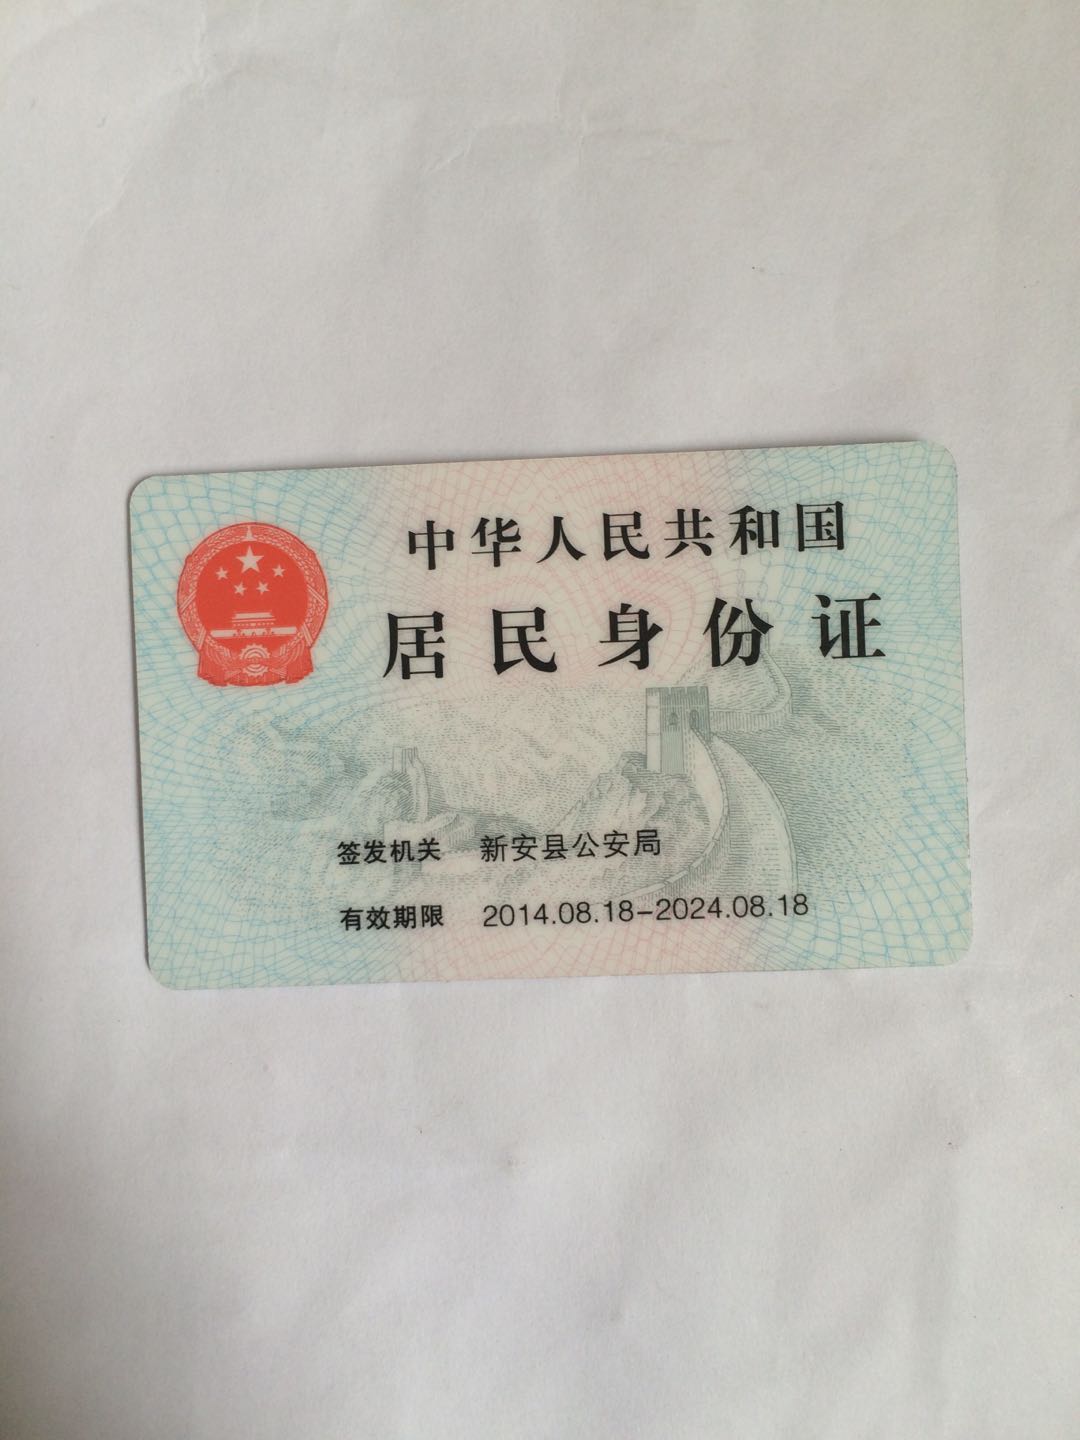 中华人民共和国
居民身份证
签发机关 新安县公安局
有效期限 2014.08.18-2024.08.18